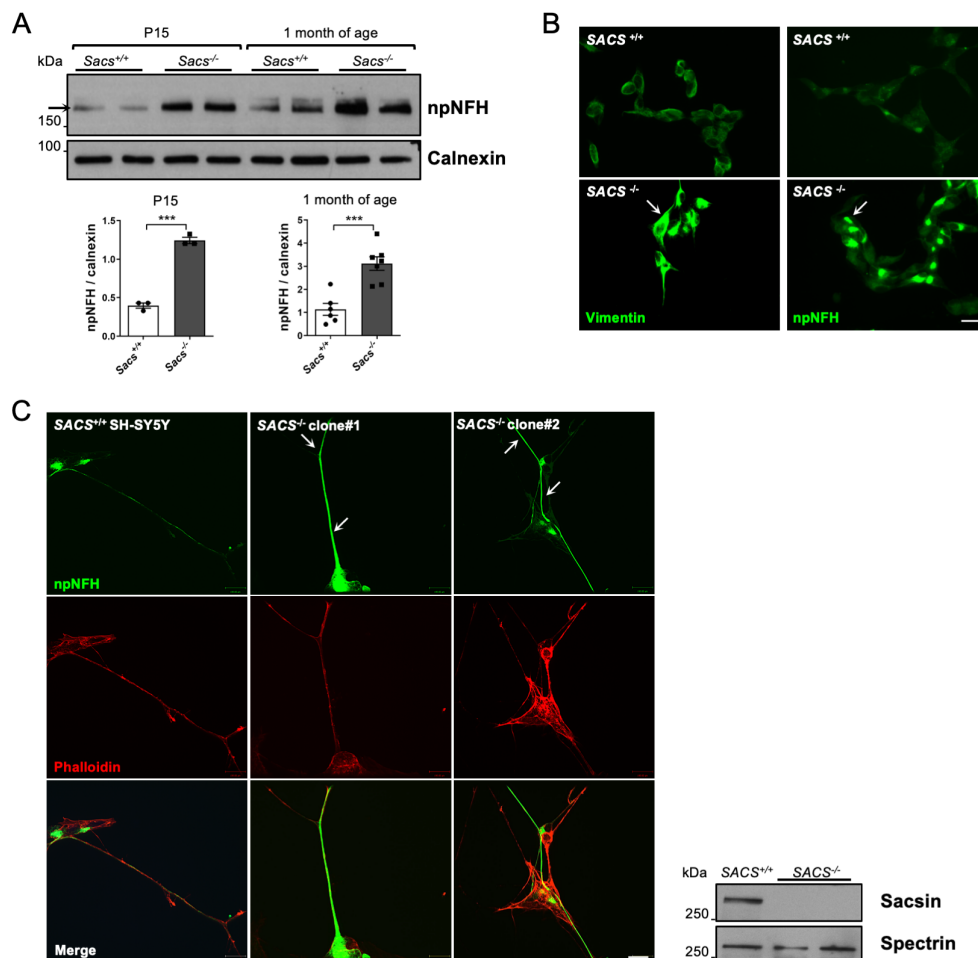 A
P15
1 month of age
kDa
Sacs+/+
Sacs-/-
Sacs+/+
Sacs-/-
150
npNFH
100
Calnexin
P15
npNFH / calnexin
1.5
1.0
0.5
0.0
***
Sacs+/+
Sacs-/-
1 month of age
npNFH / calnexin
5
4
3
2
1
0
***
Sacs+/+
Sacs-/-
B
SACS +/+
SACS +/+
SACS -/-
SACS -/-
Vimentin
npNFH
C
SACS+/+ SH-SY5Y
SACS-/- clone#1
SACS-/- clone#2
npNFH
Phalloidin
Merge
kDa
SACS+/+
SACS-/-
250
Sacsin
250
Spectrin